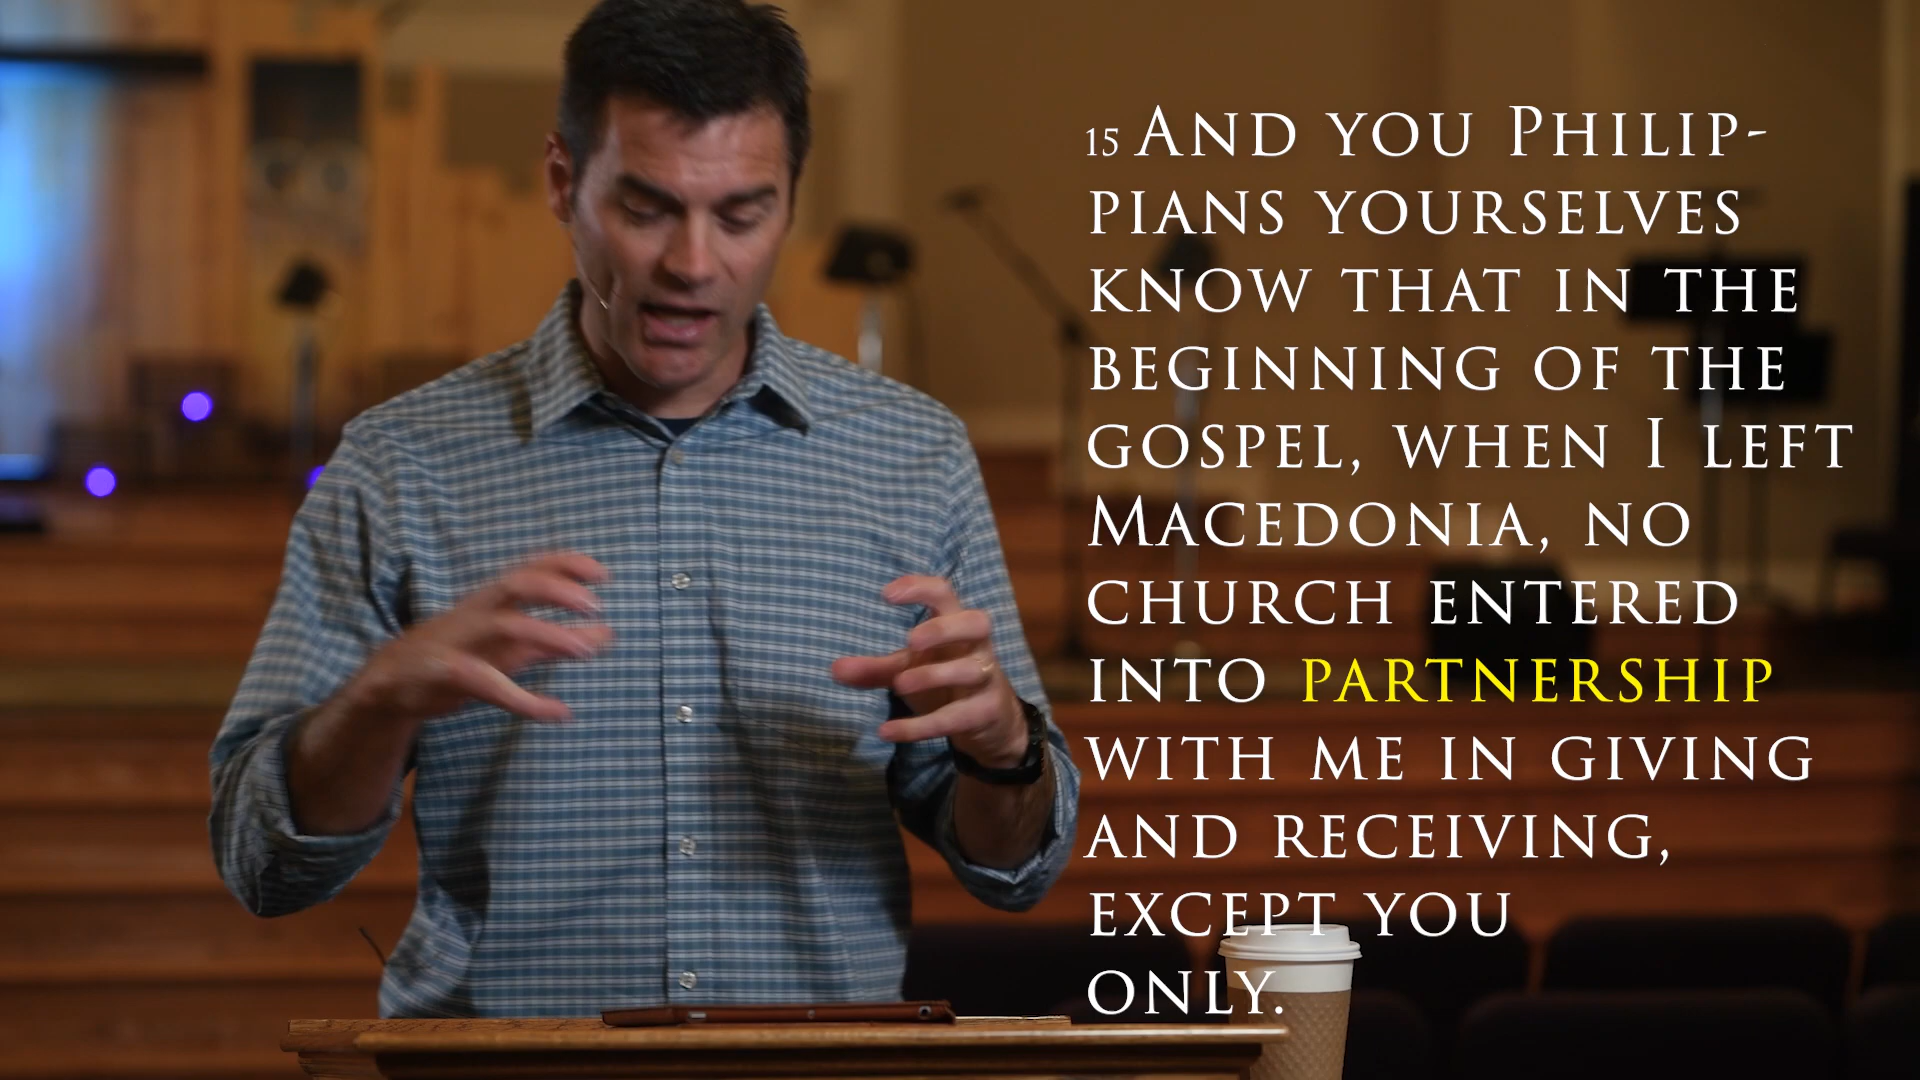 15 And you Philip-
pians yourselves
know that in the
beginning of the
gospel, when I left
Macedonia, no
church entered
into partnership
with me in giving
and receiving,
except you
only.